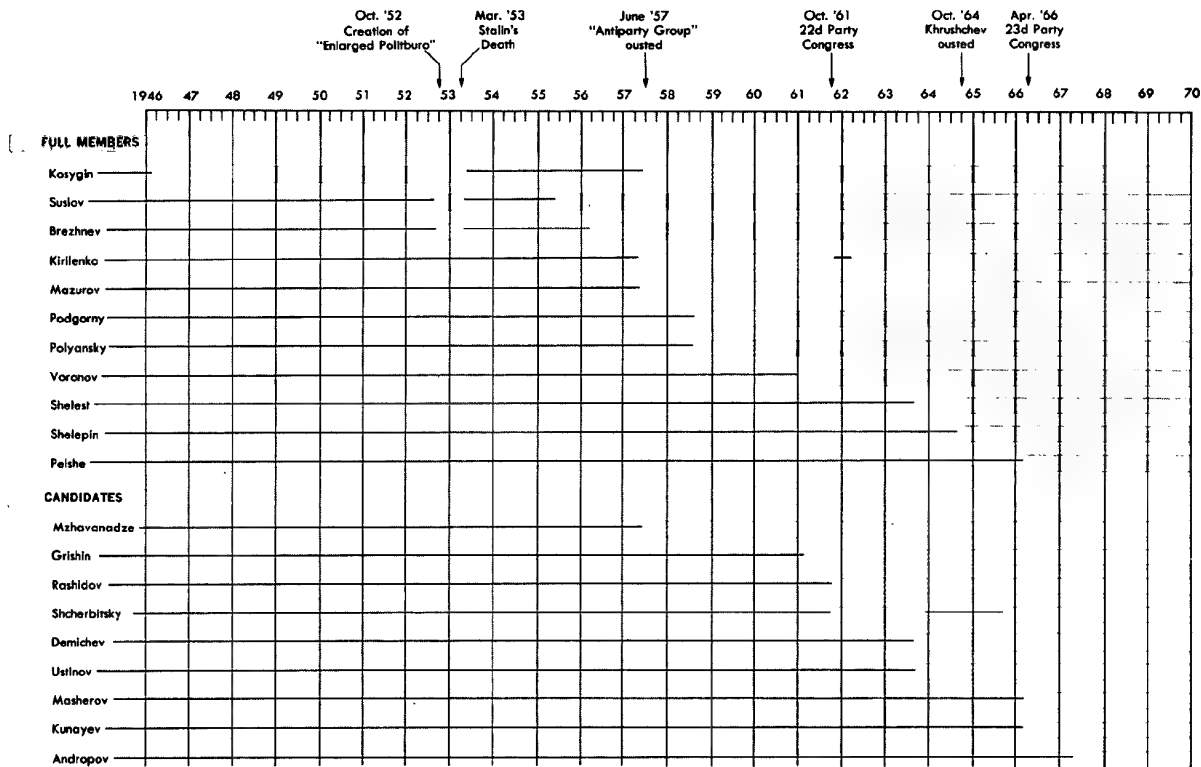 Oct. '52
Creation of
"Enlarged Politburo"
Mar. '53
Stalin's
Death
June '57
"Antiparty Group"
ousted
Oct. '61
22d Party
Congress
Oct. '64
Khrushchev
ousted
Apr. '66
23d Party
Congress
1946 47 48 49 50 51 52 53 54 55 56 57 58 59 60 61 62 63 64 65 66 67 68 69 70
FULL MEMBERS
Kosygin
Suslov
Brezhnev
Kirilenko
Mazurov
Podgorny
Polyansky
Voronov
Shelest
Shelepin
Pelshe
CANDIDATES
Mzhavanadze
Grishin
Rashidov
Shcherbitsky
Demichev
Ustinov
Masherov
Kunayev
Andropov